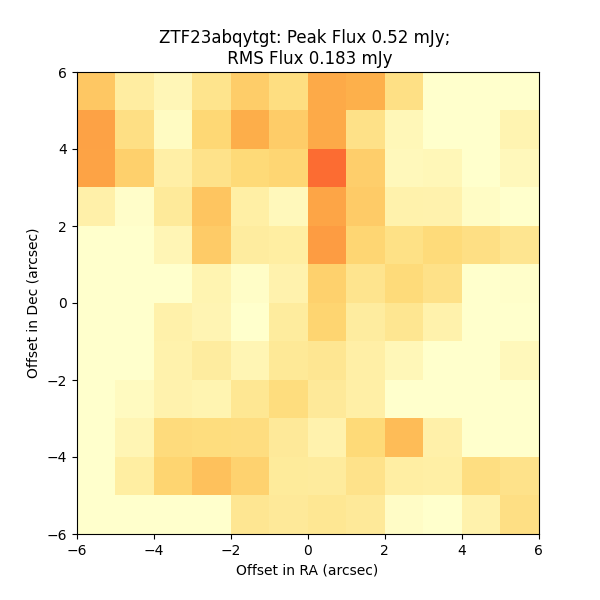 ZTF23abqytgt: Peak Flux 0.52 mJy;
RMS Flux 0.183 mJy
6
4
2
0
−2
−4
−6
Offset in Dec (arcsec)
−6 −4 −2 0 2 4 6
Offset in RA (arcsec)